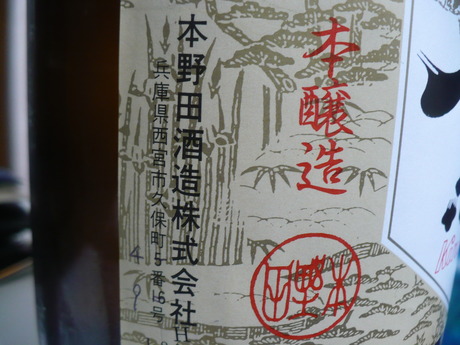 本醸造
本野田酒造株式会社
兵庫県西宮市久保町5番16号